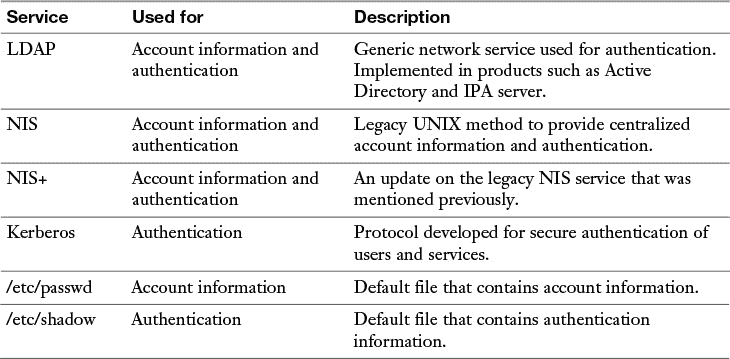 Service Used for Description
LDAP Account information and Generic network service used for authentication.
authentication Implemented in products such as Active
Directory and IPA server.
NIS Account information and Legacy UNIX method to provide centralized
authentication account information and authentication.
NIS+ Account information and An update on the legacy NIS service that was
authentication mentioned previously.
Kerberos Authentication Protocol developed for secure authentication of
users and services.
/etc/passwd Account information Default file that contains account information.
/etc/shadow Authentication Default file that contains authentication
information.